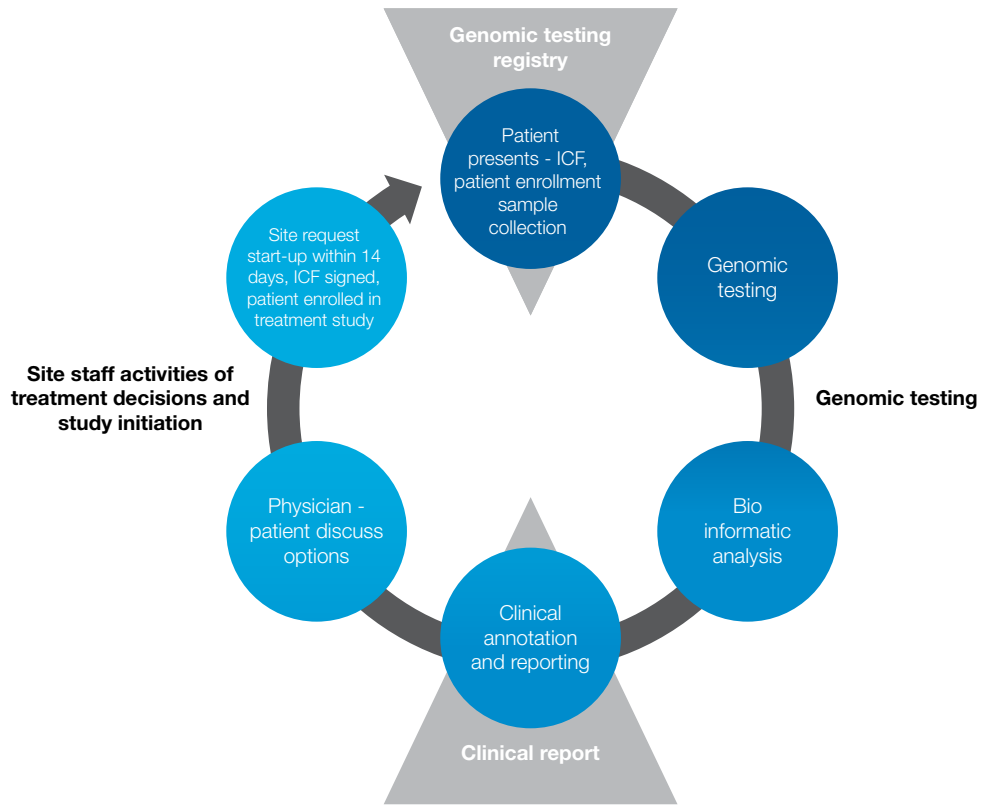 Genomic testing
registry
Patient
presents - ICF,
patient enrollment
sample
collection
Genomic
testing
Genomic testing
Bio
informatic
analysis
Clinical
annotation
and reporting
Clinical report
Physician -
patient discuss
options
Site staff activities of
treatment decisions and
study initiation
Site request
start-up within 14
days, ICF signed,
patient enrolled in
treatment study